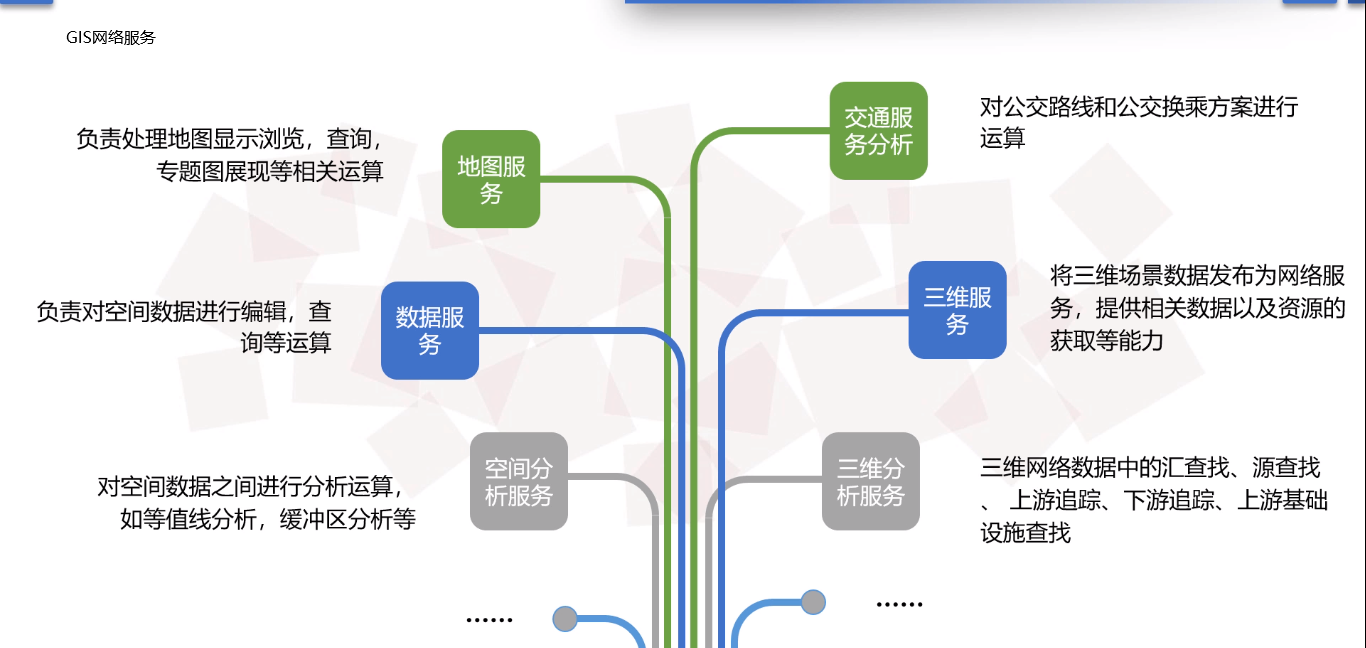 GIS网络服务
负责处理地图显示浏览，查询，
专题图展现等相关运算
地图服
务
交通服
务分析
对公交路线和公交换乘方案进行
运算
负责对空间数据进行编辑，查
询等运算
数据服
务
三维服
务
将三维场景数据发布为网络服
务，提供相关数据以及资源的
获取等能力
对空间数据之间进行分析运算，
如等值线分析，缓冲区分析等
空间分
析服务
三维分
析服务
三维网络数据中的汇查找、源查找
、 上游追踪、下游追踪、上游基础
设施查找
……
……